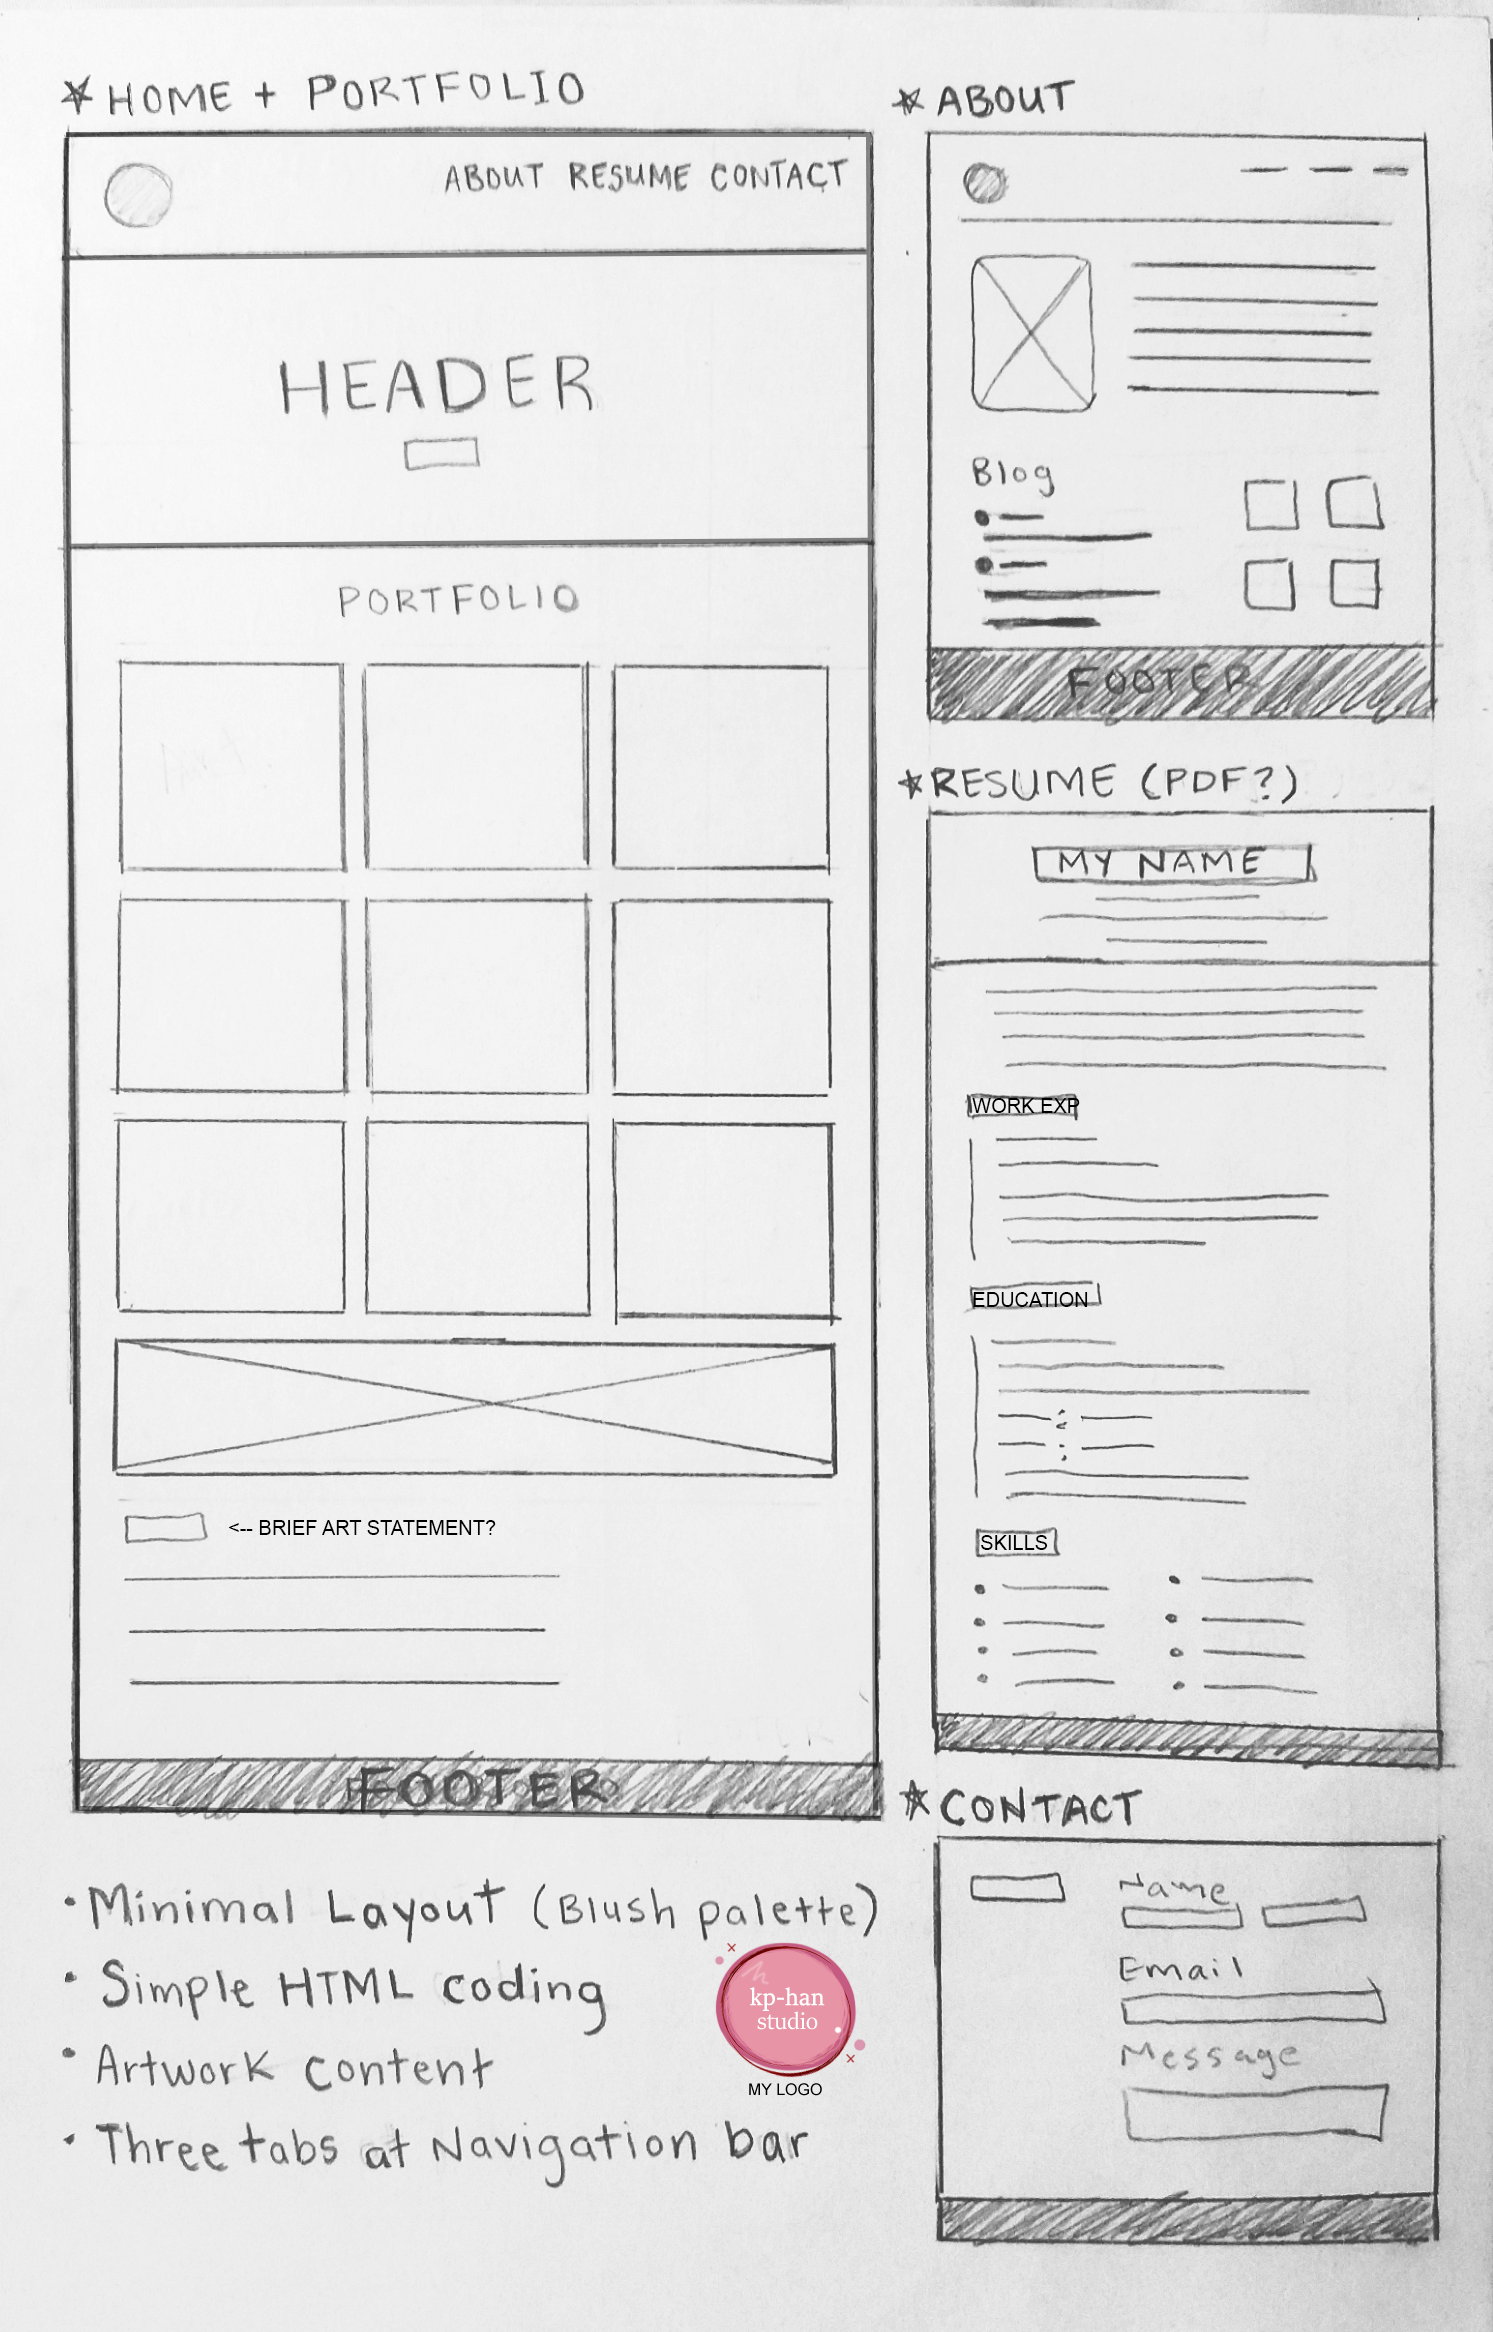 HOME + PORTFOLIO
ABOUT RESUME CONTACT
HEADER
PORTFOLIO
<-- BRIEF ART STATEMENT?
FOOTER
• Minimal Layout (Blush palette)
• Simple HTML coding
• Artwork content
• Three tabs at Navigation bar
kp-han
studio
MY LOGO
ABOUT
Blog
FOOTER
RESUME (PDF?)
MY NAME
WORK EXP
EDUCATION
SKILLS
CONTACT
Name
Email
Message